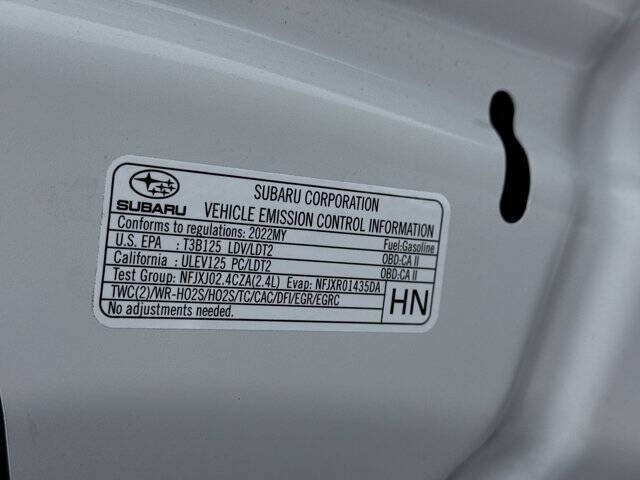 SUBARU CORPORATION
SUBARU VEHICLE EMISSION CONTROL INFORMATION
Conforms to regulations: 2022MY Fuel:Gasoline
U.S. EPA : T3B125 LDV/LDT2 OBD:CA II
California : ULEV125 PC/LDT2 OBD:CA II
Test Group: NFJXJ02.4CZA(2.4L) Evap: NFJXR01435DA
TWC(2)/WR-HO2S/HO2S/TC/CAC/DFI/EGR/EGRC
No adjustments needed.
HN